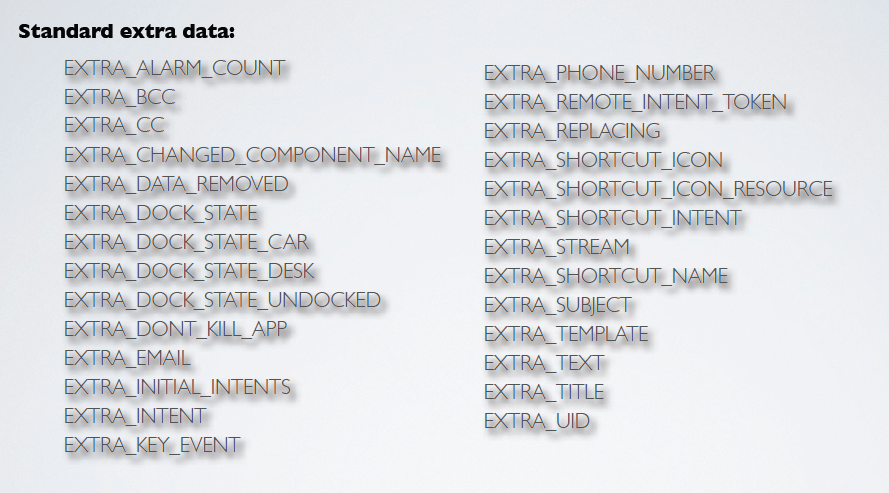 Standard extra data:
EXTRA_ALARM_COUNT
EXTRA_BCC
EXTRA_CC
EXTRA_CHANGED_COMPONENT_NAME
EXTRA_DATA_REMOVED
EXTRA_DOCK_STATE
EXTRA_DOCK_STATE_CAR
EXTRA_DOCK_STATE_DESK
EXTRA_DOCK_STATE_UNDOCKED
EXTRA_DONT_KILL_APP
EXTRA_EMAIL
EXTRA_INITIAL_INTENTS
EXTRA_INTENT
EXTRA_KEY_EVENT
EXTRA_PHONE_NUMBER
EXTRA_REMOTE_INTENT_TOKEN
EXTRA_REPLACING
EXTRA_SHORTCUT_ICON
EXTRA_SHORTCUT_ICON_RESOURCE
EXTRA_SHORTCUT_INTENT
EXTRA_STREAM
EXTRA_SHORTCUT_NAME
EXTRA_SUBJECT
EXTRA_TEMPLATE
EXTRA_TEXT
EXTRA_TITLE
EXTRA_UID